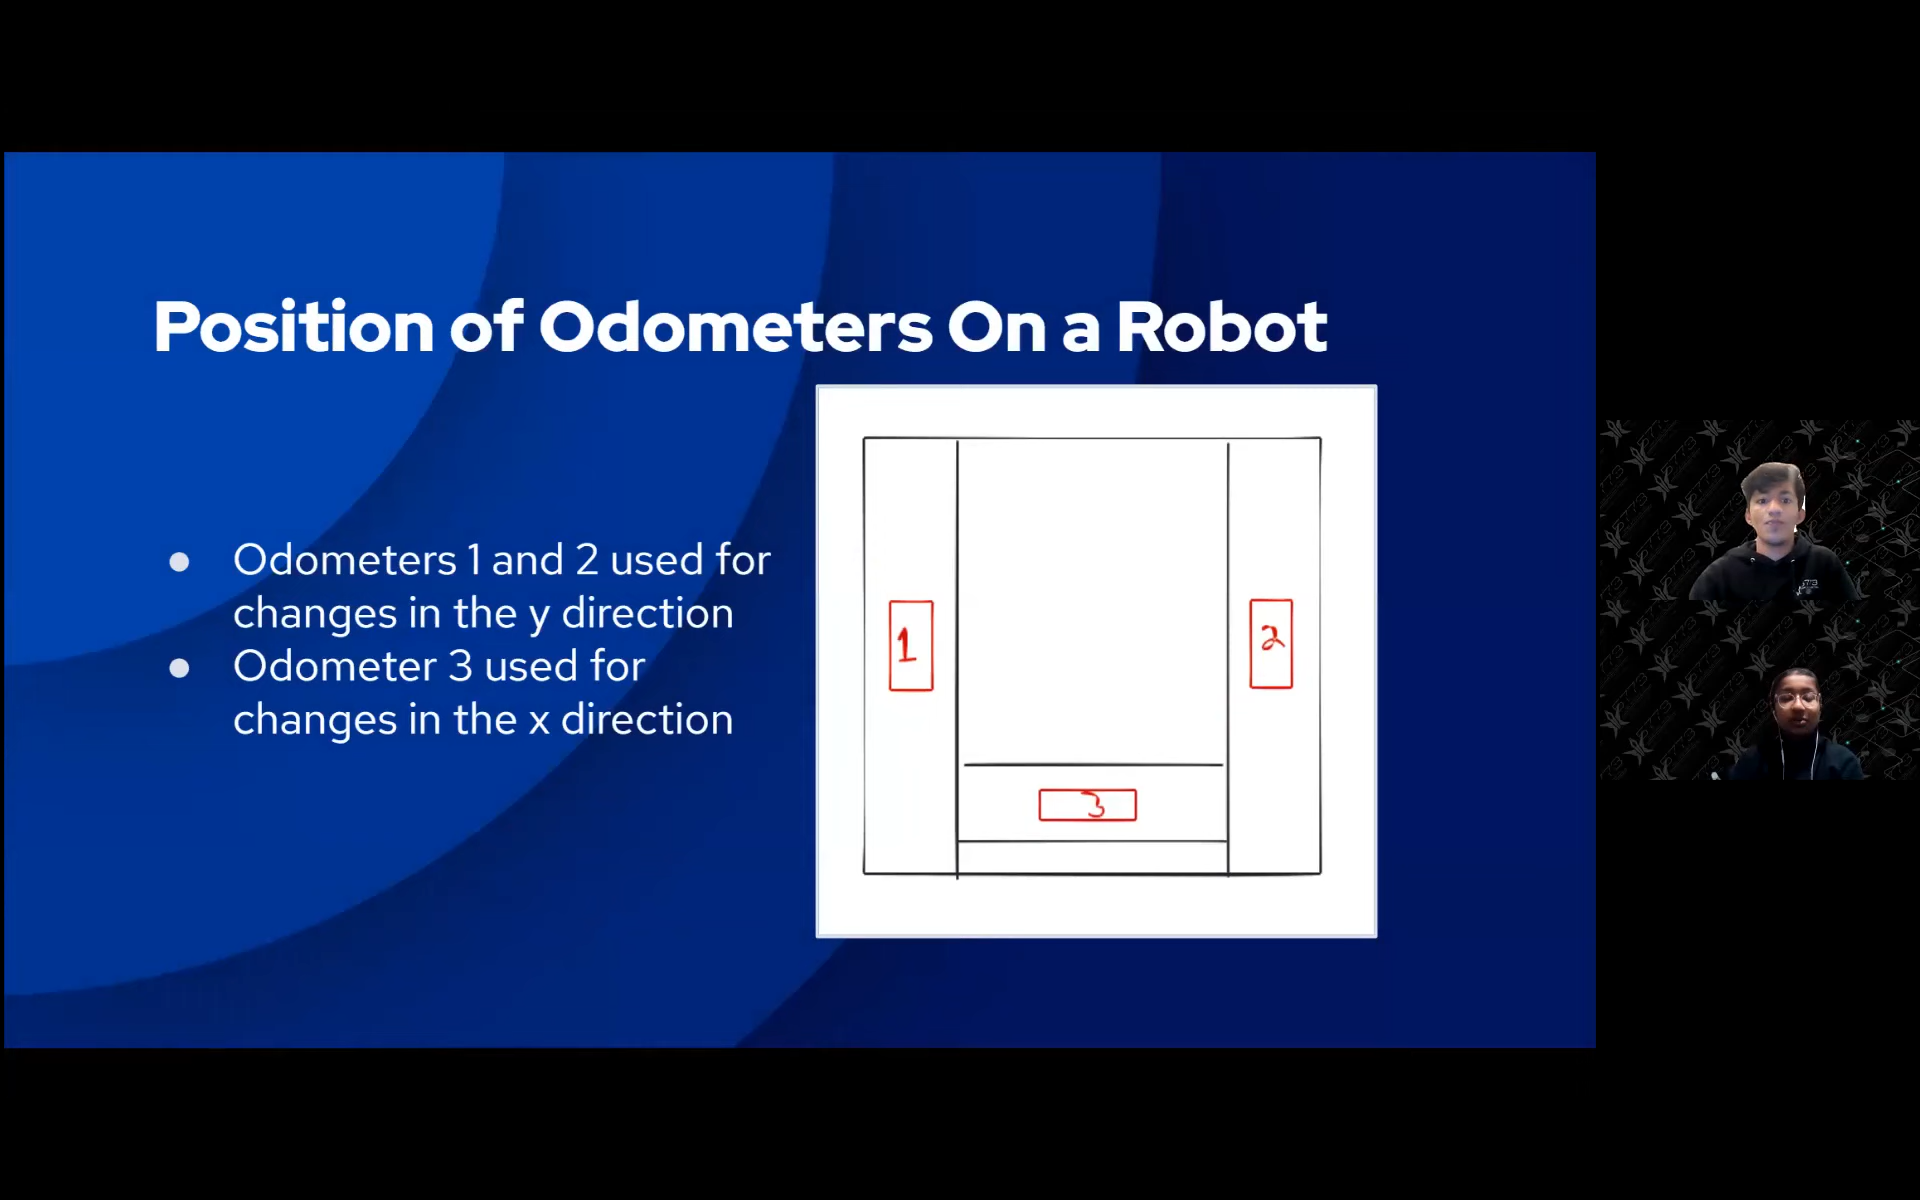 Position of Odometers On a Robot
● Odometers 1 and 2 used for
changes in the y direction
● Odometer 3 used for
changes in the x direction
1
2
3